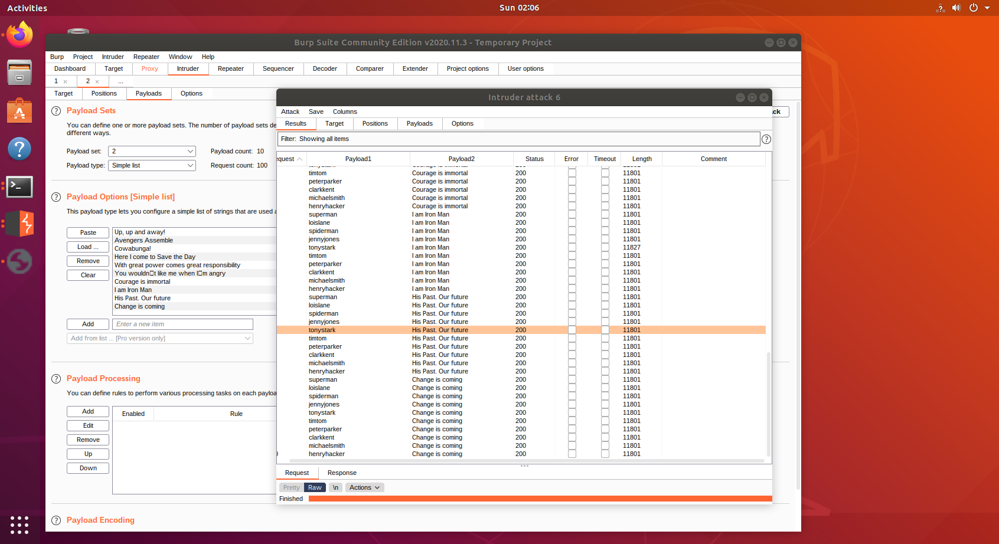 Activities
Sun 02:06
Burp Suite Community Edition v2020.11.3 - Temporary Project
Burp Project Intruder Repeater Window Help
Dashboard Target Proxy Intruder Repeater Sequencer Decoder Comparer Extender Project options User options
1 × 2 × ...
Target Positions Payloads Options
Payload Sets
You can define one or more payload sets. The number of payload sets de
different ways.
Payload set: 2 Payload count: 10
Payload type: Simple list Request count: 100
Payload Options [Simple list]
This payload type lets you configure a simple list of strings that are used a
Paste
Load ...
Remove
Clear
Up, up and away!
Avengers Assemble
Cowabunga!
Here I come to Save the Day
With great power comes great responsibility
You wouldn□t like me when I□m angry
Courage is immortal
I am Iron Man
His Past. Our future
Change is coming
Add Enter a new item
Add from list ... [Pro version only]
Payload Processing
You can define rules to perform various processing tasks on each payloa
Add
Edit
Remove
Up
Down
Enabled Rule
Payload Encoding
ck
Intruder attack 6
Attack Save Columns
Results Target Positions Payloads Options
Filter: Showing all items
equest Payload1 Payload2 Status Error Timeout Length Comment
timtom Courage is immortal 200 11801
peterparker Courage is immortal 200 11801
clarkkent Courage is immortal 200 11801
michaelsmith Courage is immortal 200 11801
henryhacker Courage is immortal 200 11801
superman I am Iron Man 200 11801
loislane I am Iron Man 200 11801
spiderman I am Iron Man 200 11801
jennyjones I am Iron Man 200 11801
tonystark I am Iron Man 200 11827
timtom I am Iron Man 200 11801
peterparker I am Iron Man 200 11801
clarkkent I am Iron Man 200 11801
michaelsmith I am Iron Man 200 11801
henryhacker I am Iron Man 200 11801
superman His Past. Our future 200 11801
loislane His Past. Our future 200 11801
spiderman His Past. Our future 200 11801
jennyjones His Past. Our future 200 11801
tonystark His Past. Our future 200 11801
timtom His Past. Our future 200 11801
peterparker His Past. Our future 200 11801
clarkkent His Past. Our future 200 11801
michaelsmith His Past. Our future 200 11801
henryhacker His Past. Our future 200 11801
superman Change is coming 200 11801
loislane Change is coming 200 11801
spiderman Change is coming 200 11801
jennyjones Change is coming 200 11801
tonystark Change is coming 200 11801
timtom Change is coming 200 11801
peterparker Change is coming 200 11801
clarkkent Change is coming 200 11801
michaelsmith Change is coming 200 11801
henryhacker Change is coming 200 11801
Request Response
Pretty Raw \n Actions
Finished